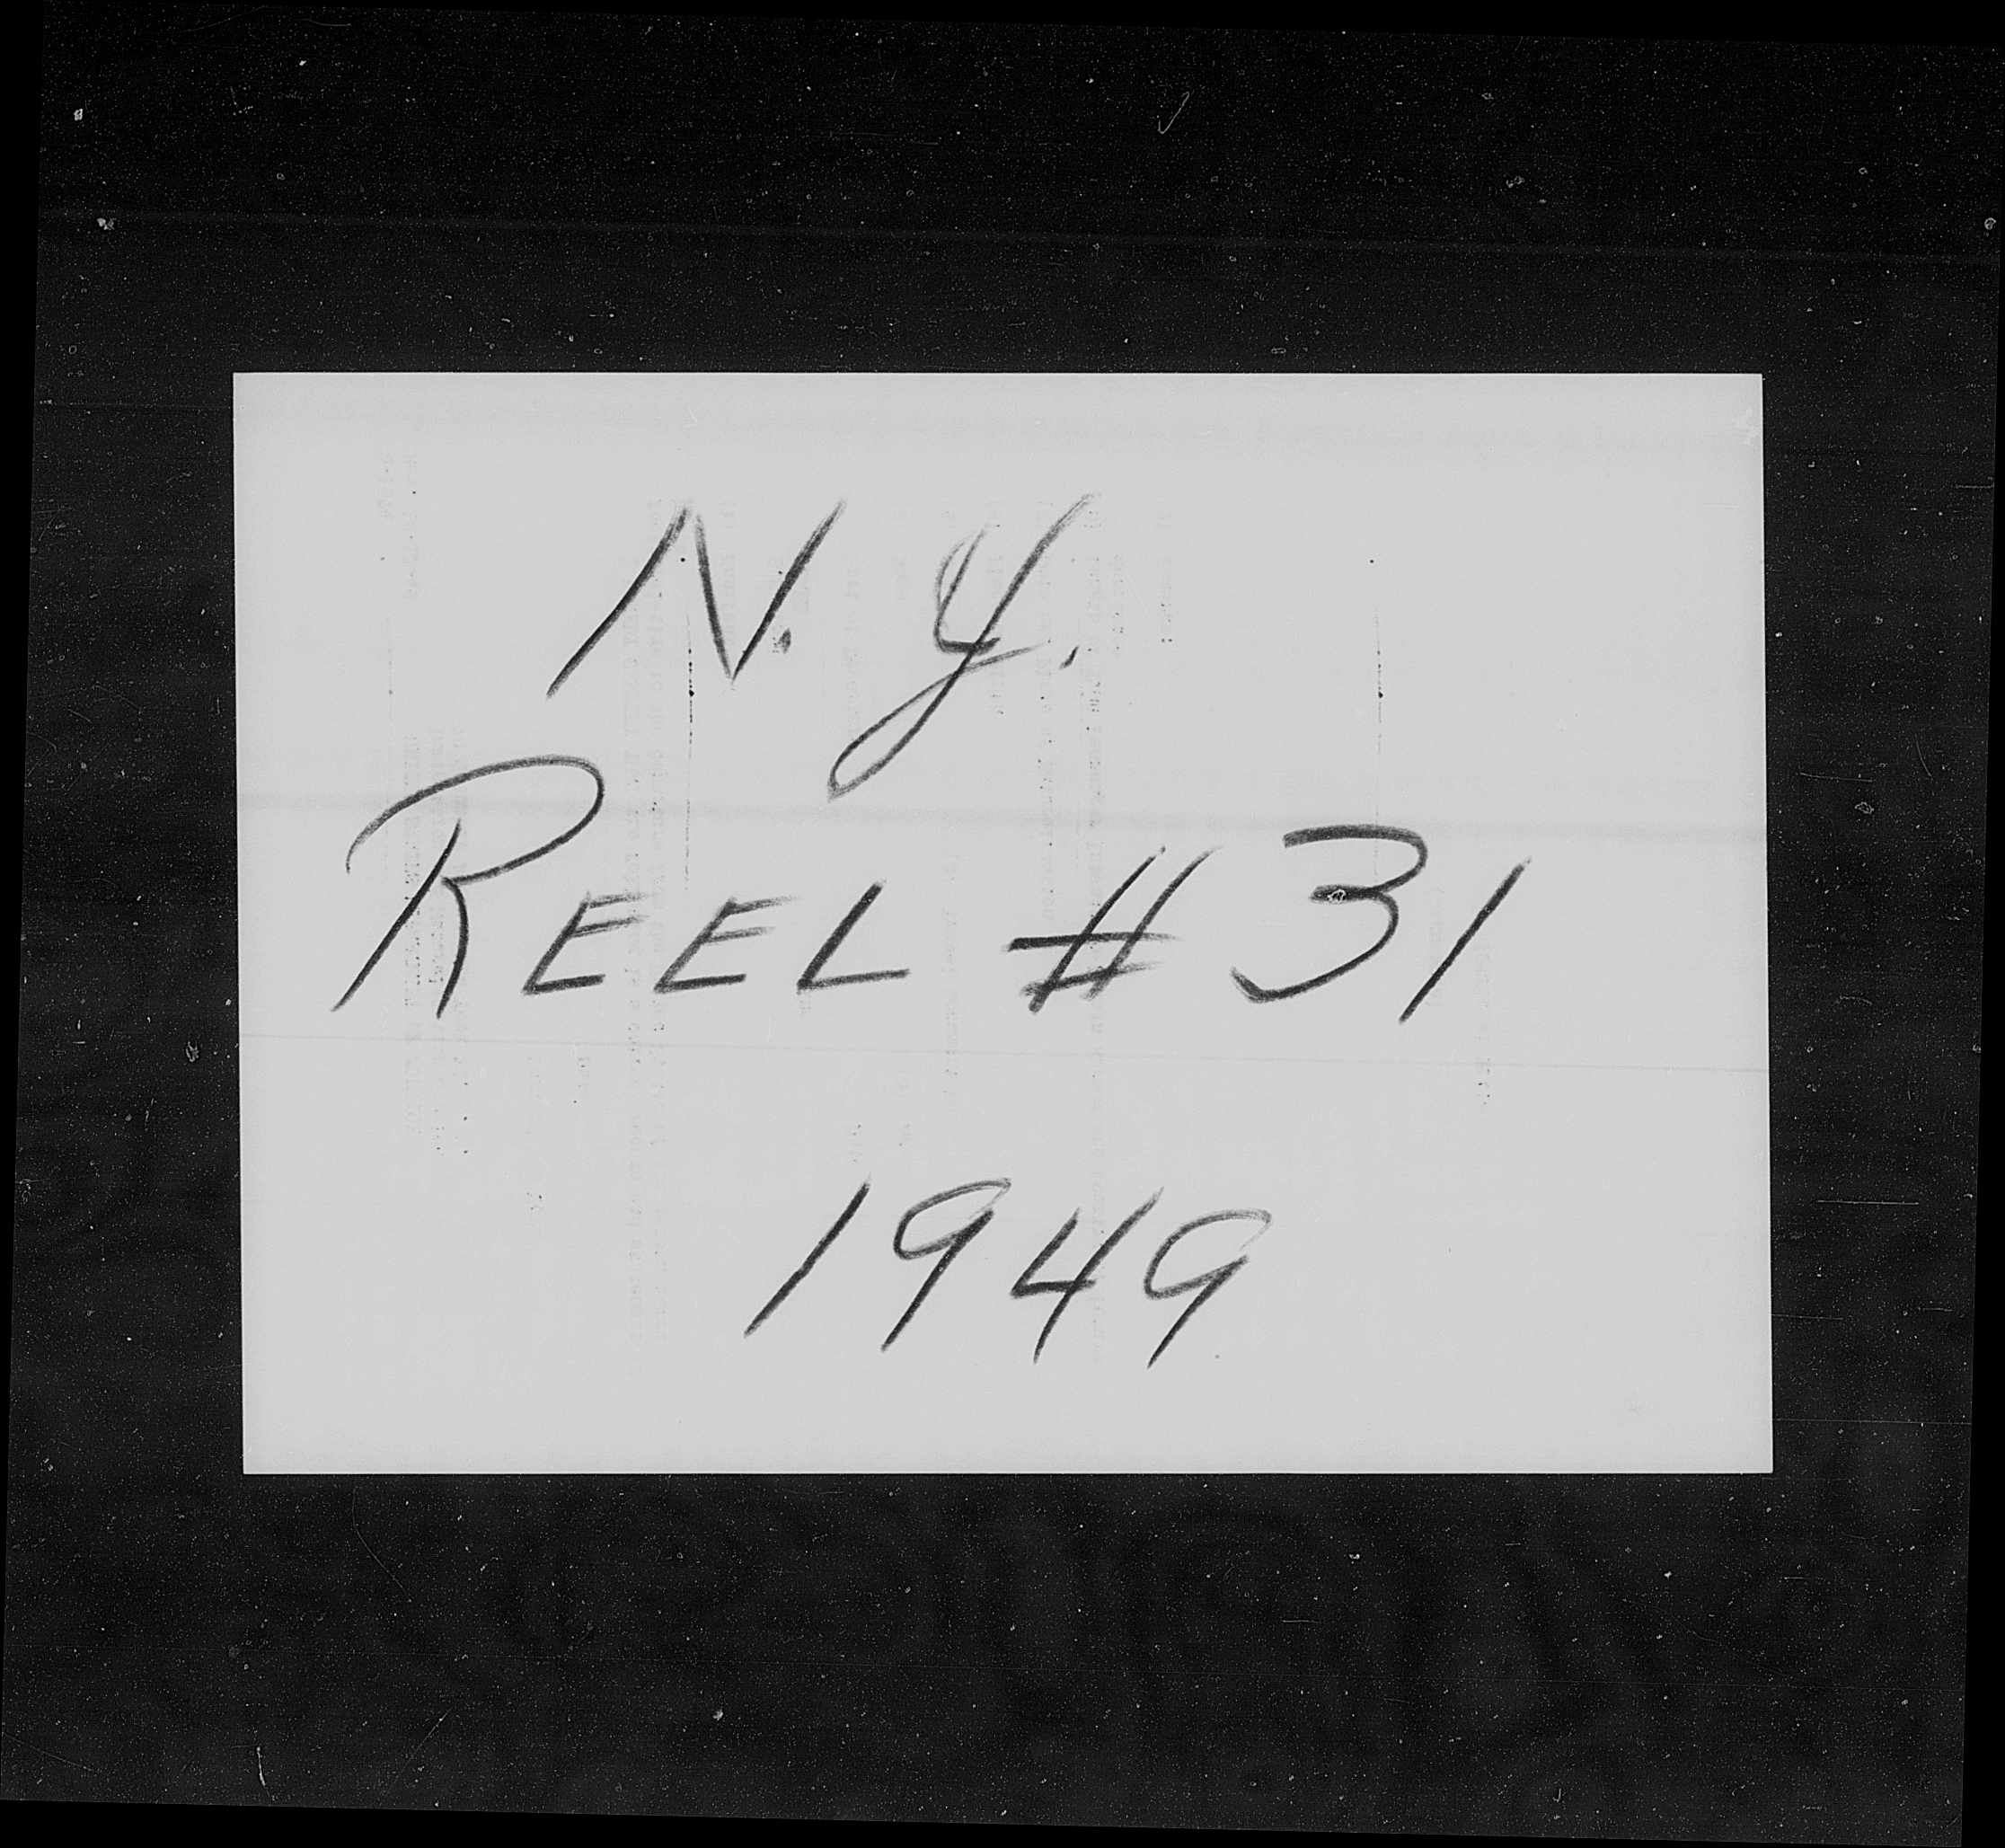 N. Y.
REEL # 31
1949